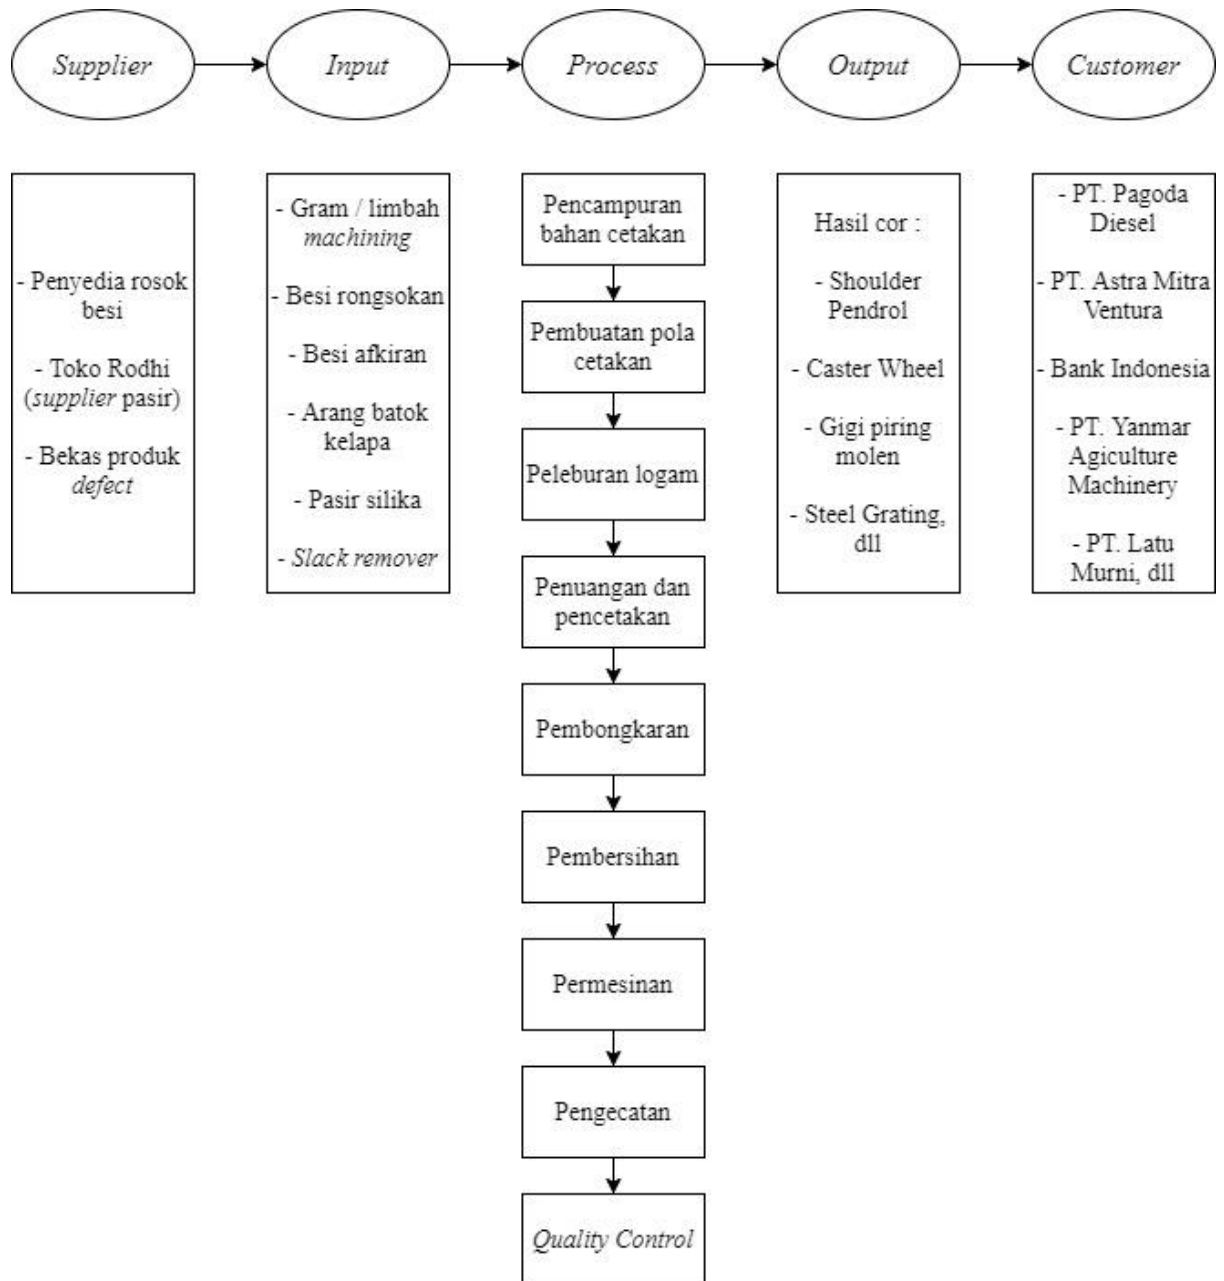 Supplier
Input
Process
Output
Customer
- Penyedia rosok
besi
- Toko Rodhi
(supplier pasir)
- Bekas produk
defect
- Gram / limbah
machining
- Besi rongsokan
- Besi afkiran
- Arang batok
kelapa
- Pasir silika
- Slack remover
Pencampuran
bahan cetakan
Pembuatan pola
cetakan
Peleburan logam
Penuangan dan
pencetakan
Pembongkaran
Pembersihan
Permesinan
Pengecatan
Quality Control
Hasil cor :
- Shoulder
Pendrol
- Caster Wheel
- Gigi piring
molen
- Steel Grating,
dll
- PT. Pagoda
Diesel
- PT. Astra Mitra
Ventura
- Bank Indonesia
- PT. Yanmar
Agiculture
Machinery
- PT. Latu
Murni, dll